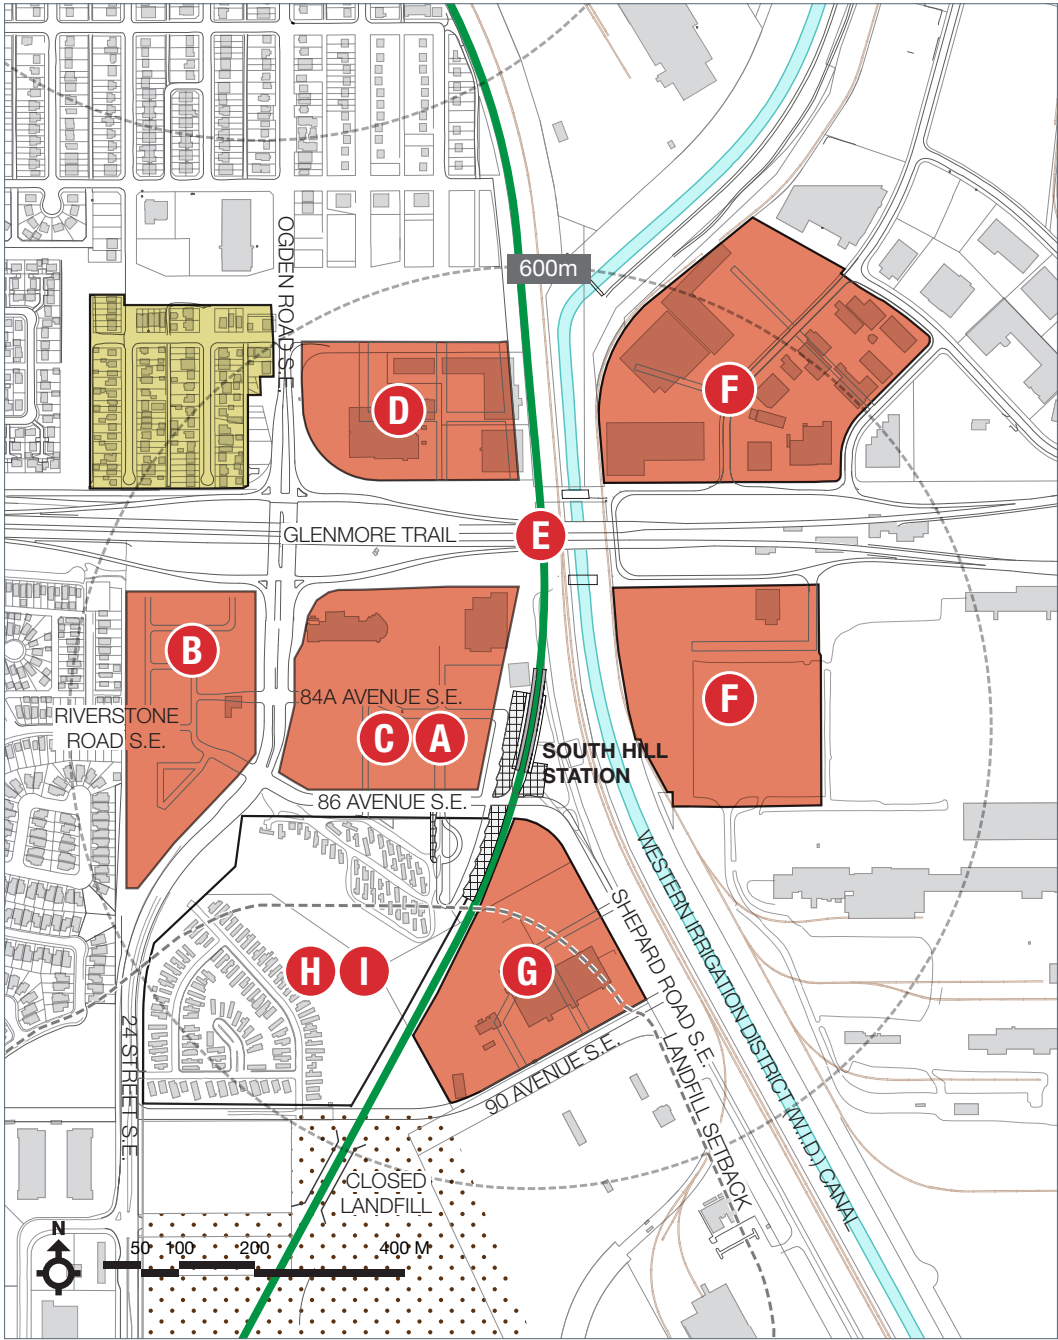 OGDEN ROAD S.E.
600m
D
F
GLENMORE TRAIL
E
B
84A AVENUE S.E.
RIVERSTONE
ROAD S.E.
C
A
F
SOUTH HILL
STATION
86 AVENUE S.E.
WESTERN IRRIGATION DISTRICT (W.I.D.) CANAL
SHEPARD ROAD S.E.
H
I
G
24 STREET S.E.
90 AVENUE S.E.
LANDFILL SETBACK
CLOSED
LANDFILL
N
50 100 200 400 M